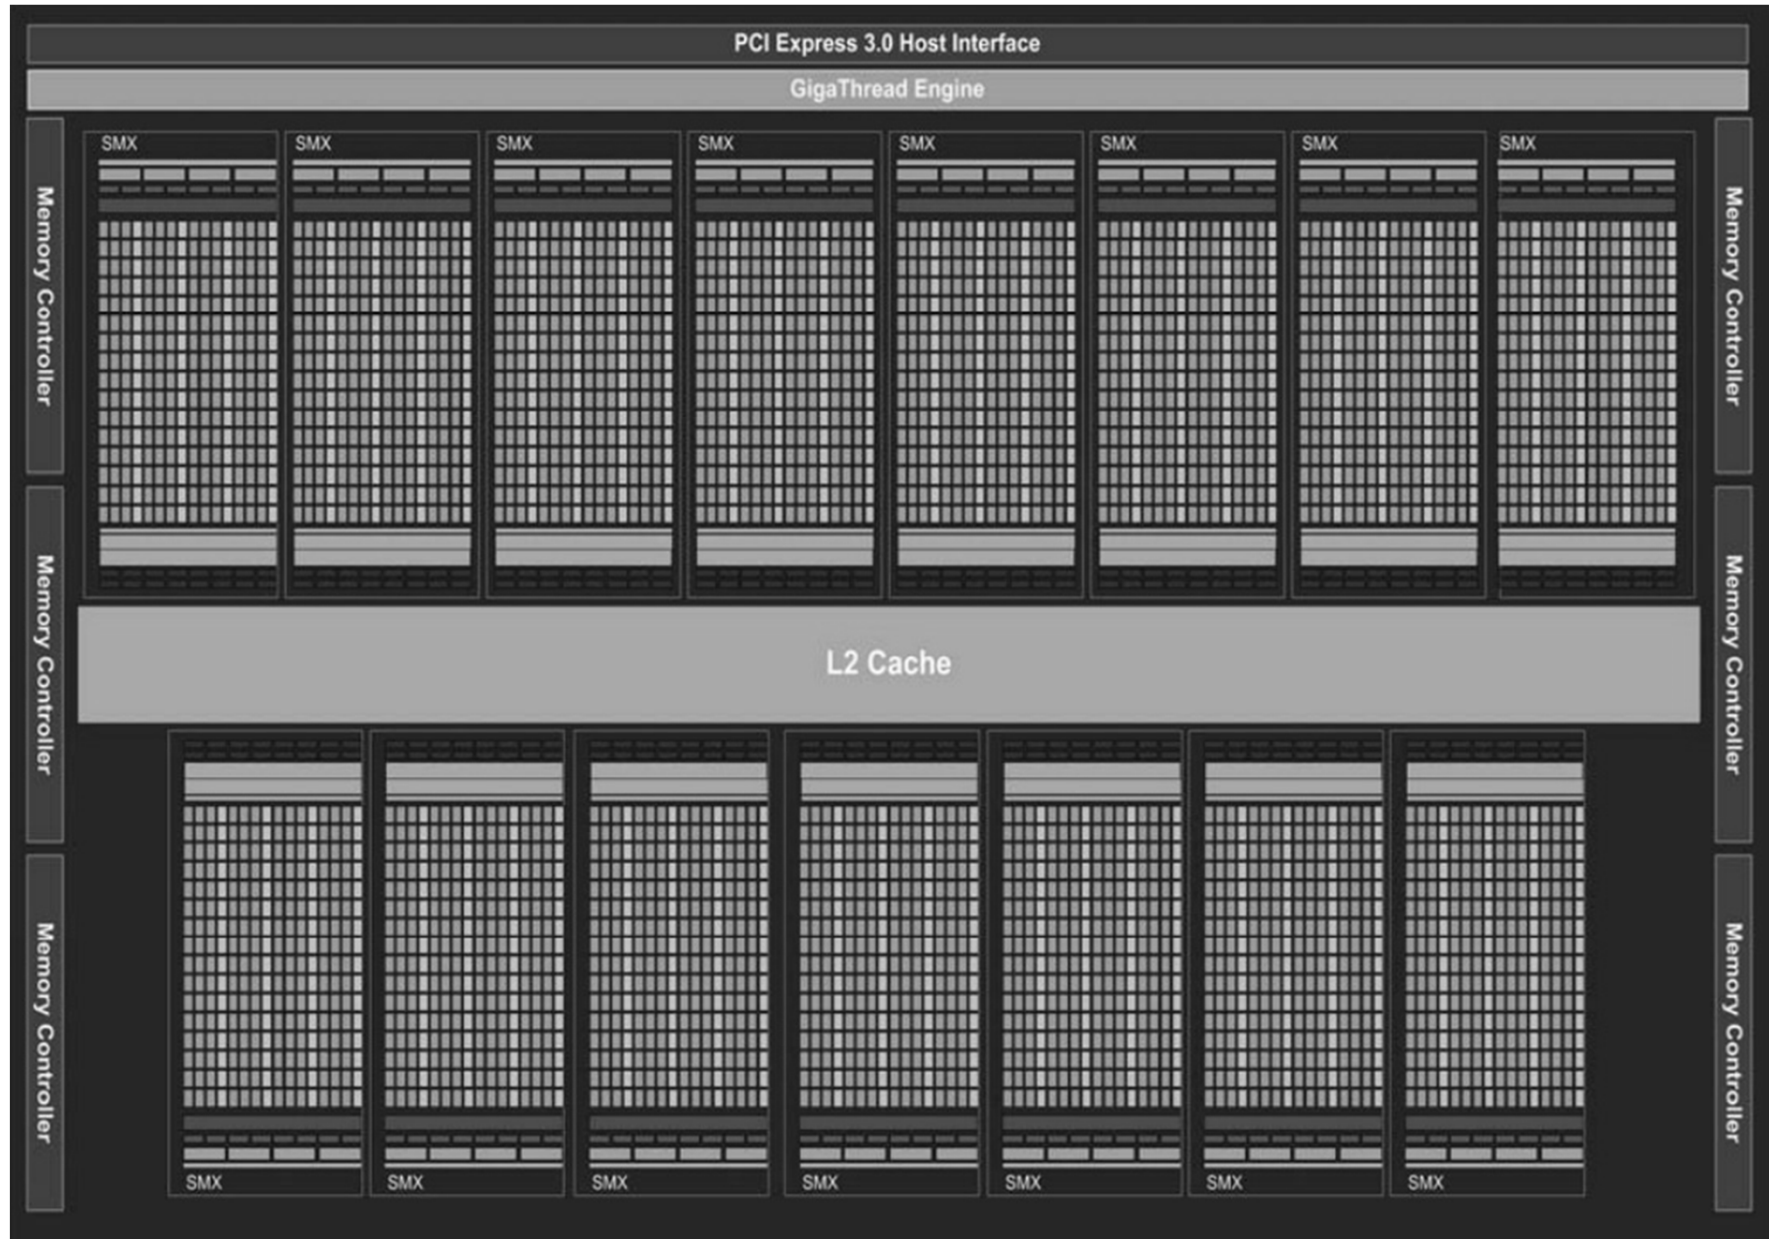 PCI Express 3.0 Host Interface
GigaThread Engine
SMX
SMX
SMX
SMX
SMX
SMX
SMX
SMX
Memory Controller
Memory Controller
Memory Controller
Memory Controller
L2 Cache
Memory Controller
Memory Controller
SMX
SMX
SMX
SMX
SMX
SMX
SMX